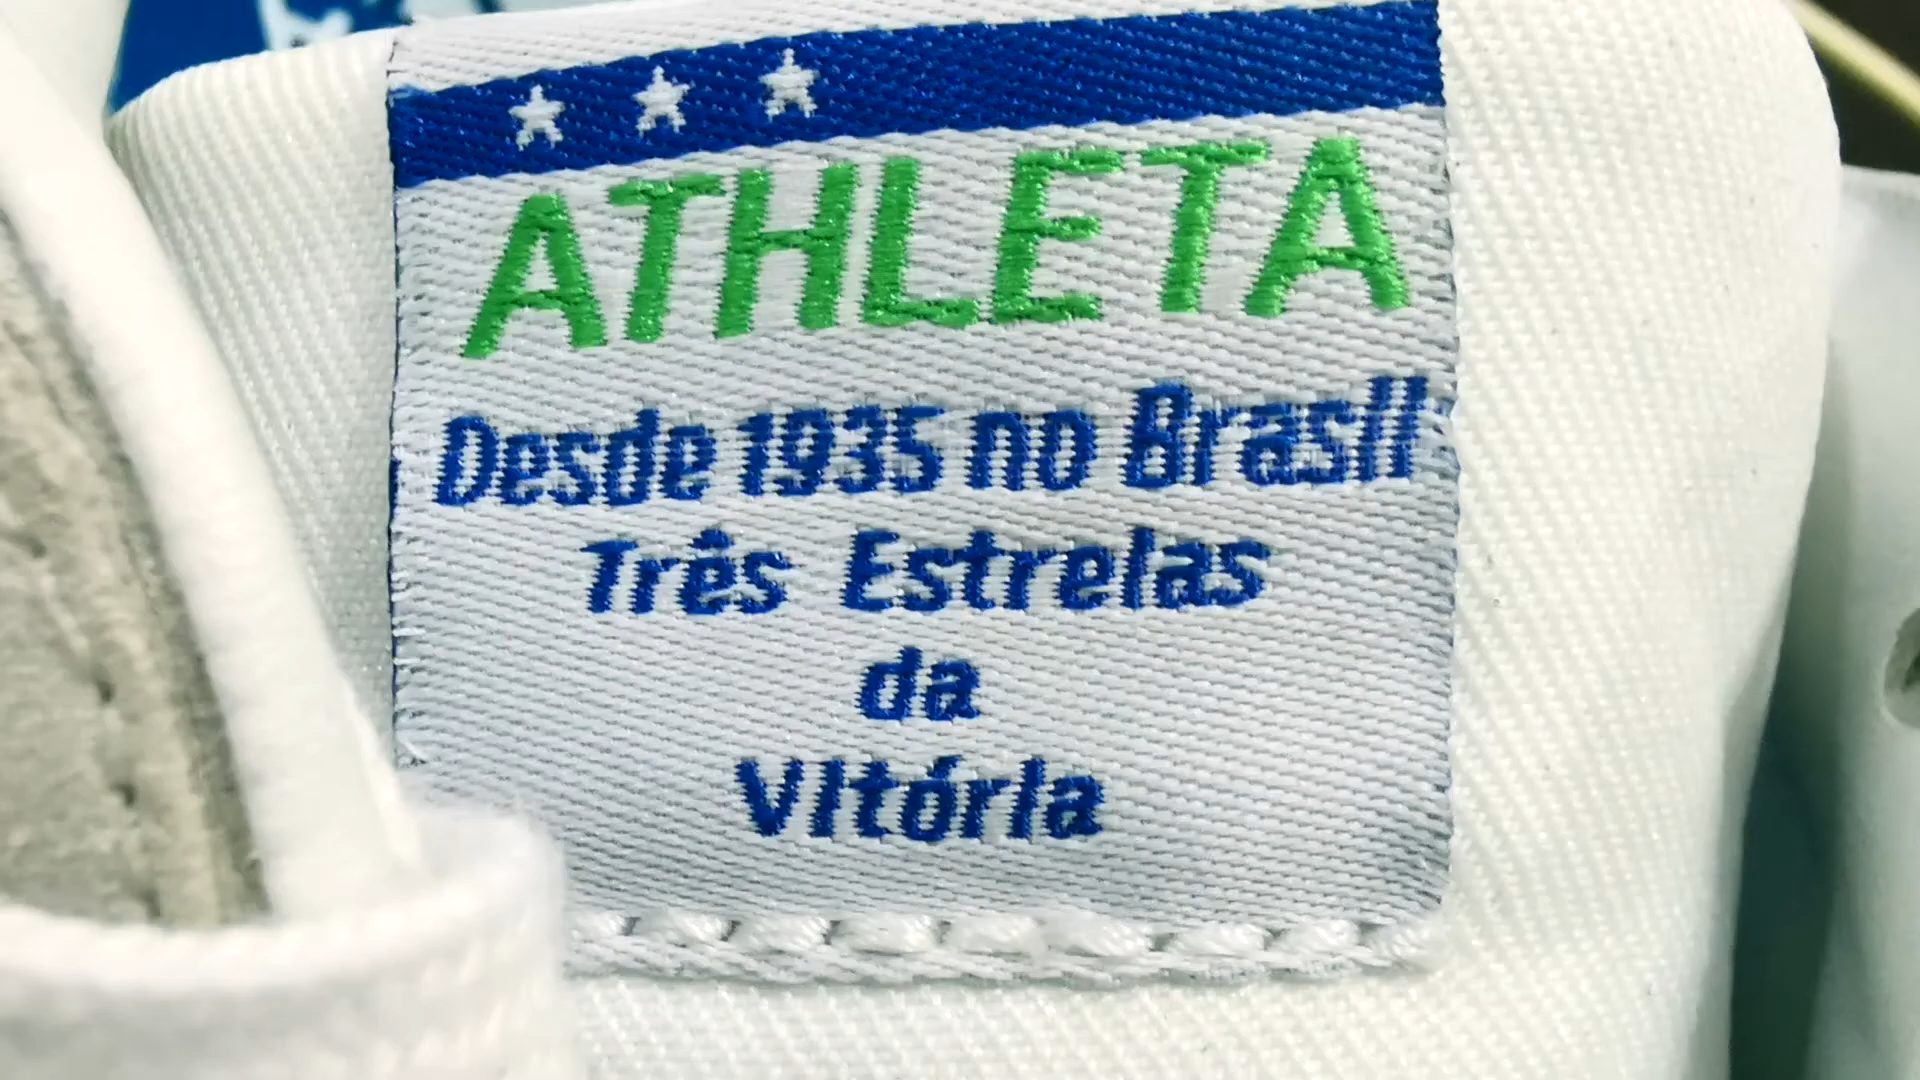 ATHLETA
Desde 1935 no Brasil
Três Estrelas
da
Vitória